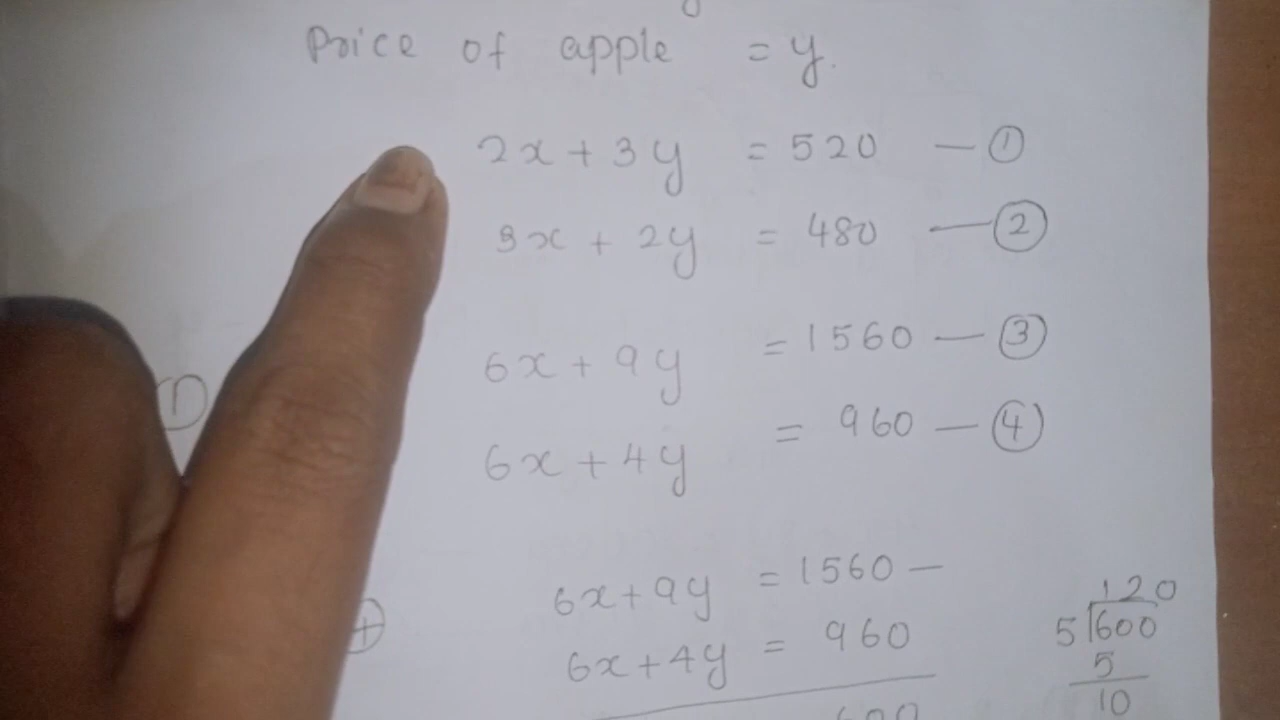 Price of apple = y.
2x + 3y = 520 — ①
3x + 2y = 480 — ②
6x + 9y = 1560 — ③
6x + 4y = 960 — ④
6x + 9y = 1560 —
6x + 4y = 960
600
120
5)600
5
10